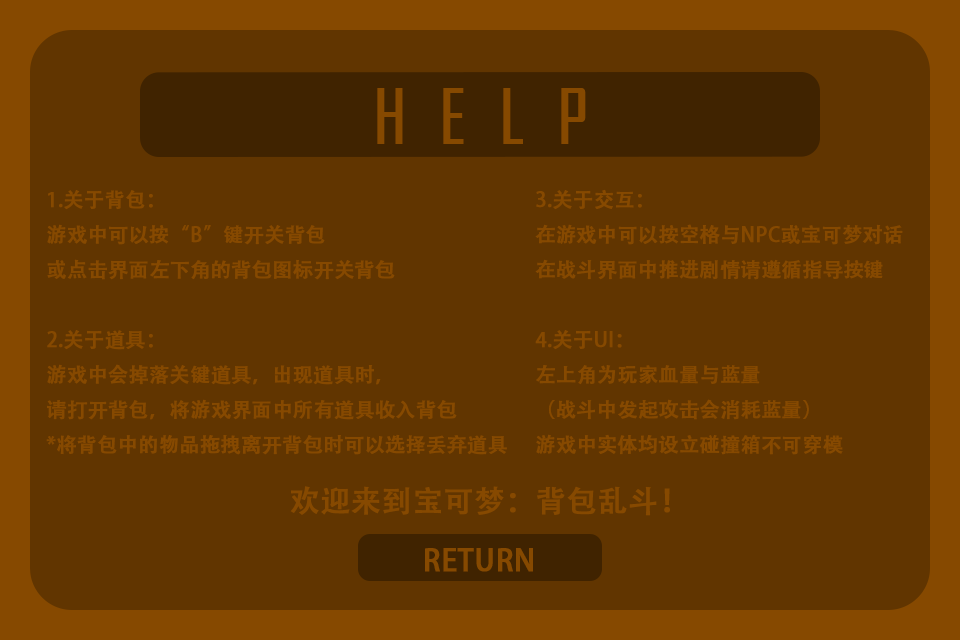 HELP
1.关于背包：
游戏中可以按“B”键开关背包
或点击界面左下角的背包图标开关背包
2.关于道具：
游戏中会掉落关键道具，出现道具时，
请打开背包，将游戏界面中所有道具收入背包
*将背包中的物品拖拽离开背包时可以选择丢弃道具
3.关于交互：
在游戏中可以按空格与NPC或宝可梦对话
在战斗界面中推进剧情请遵循指导按键
4.关于UI：
左上角为玩家血量与蓝量
（战斗中发起攻击会消耗蓝量）
游戏中实体均设立碰撞箱不可穿模
欢迎来到宝可梦：背包乱斗！
RETURN